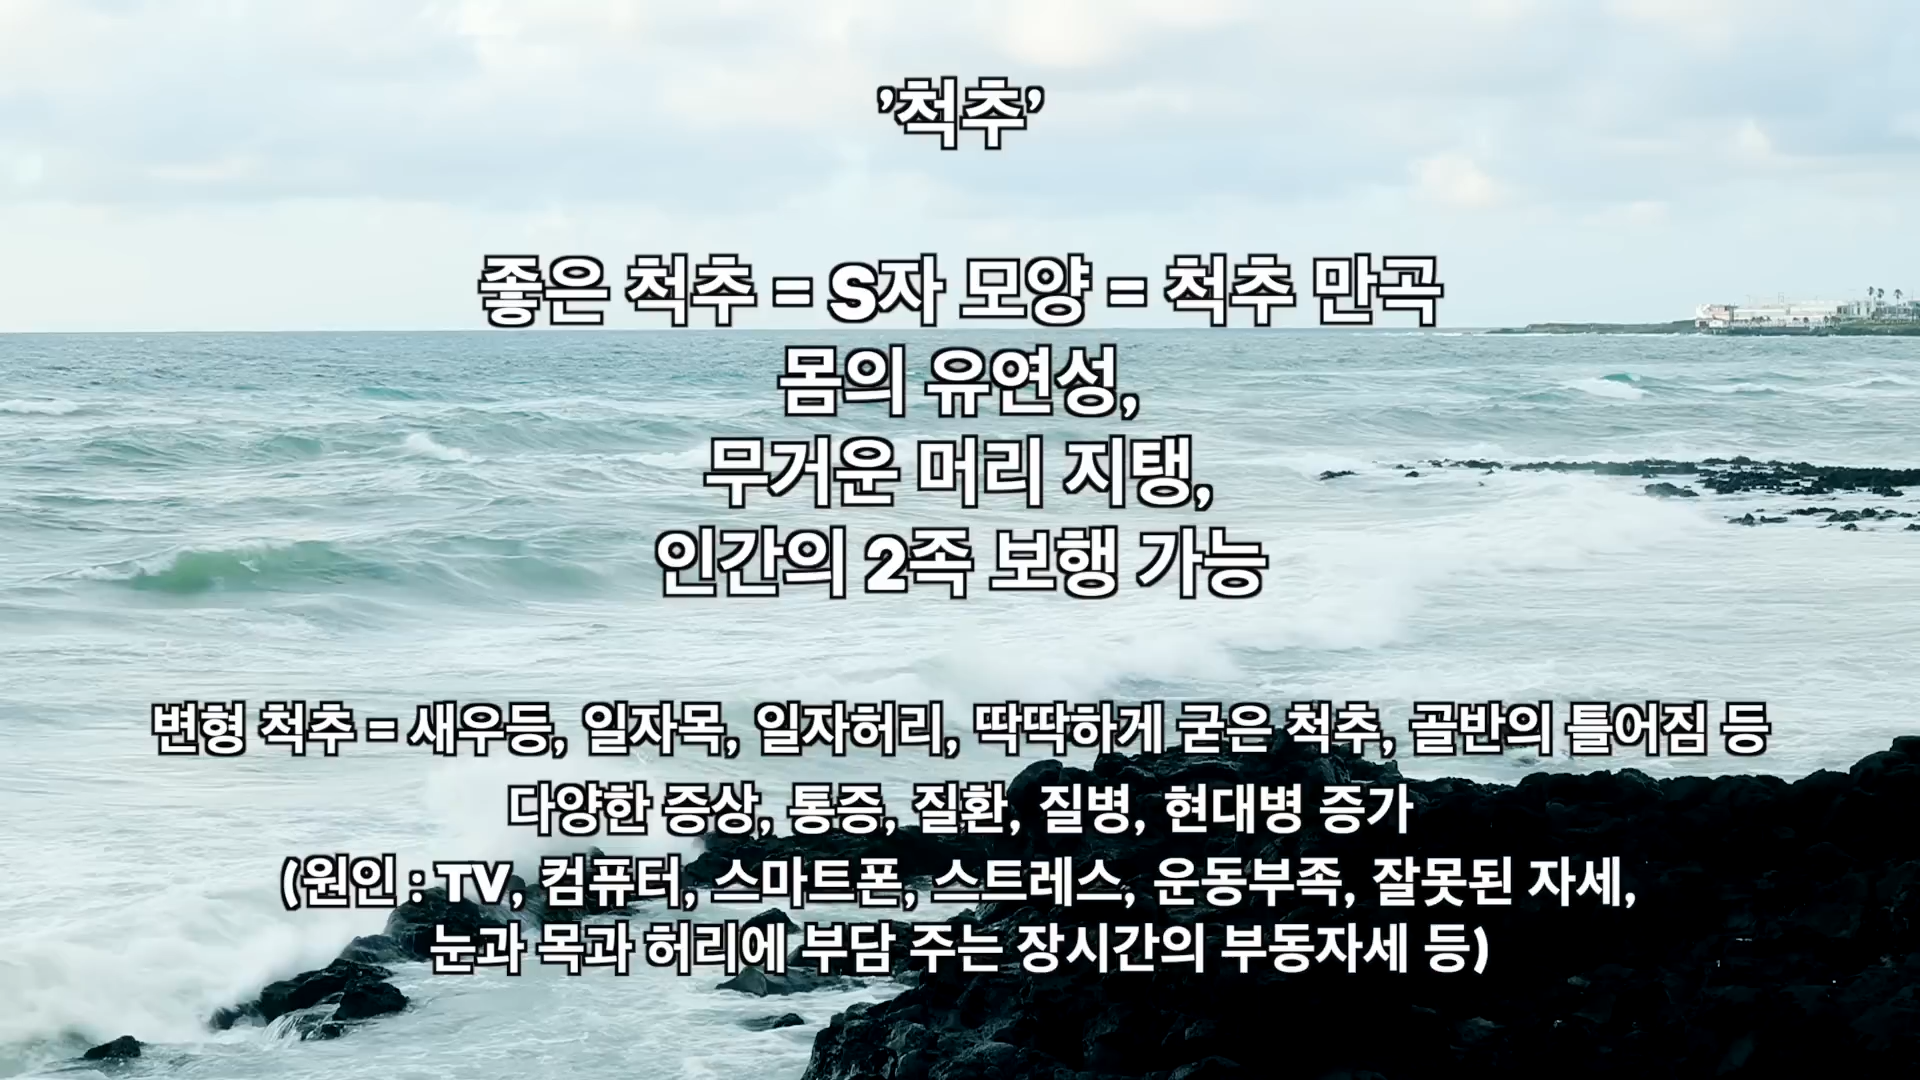 ’척추’
좋은 척추 = S자 모양 = 척추 만곡
몸의 유연성,
무거운 머리 지탱,
인간의 2족 보행 가능
변형 척추 = 새우등, 일자목, 일자허리, 딱딱하게 굳은 척추, 골반의 틀어짐 등
다양한 증상, 통증, 질환, 질병, 현대병 증가
(원인 : TV, 컴퓨터, 스마트폰, 스트레스, 운동부족, 잘못된 자세,
눈과 목과 허리에 부담 주는 장시간의 부동자세 등)